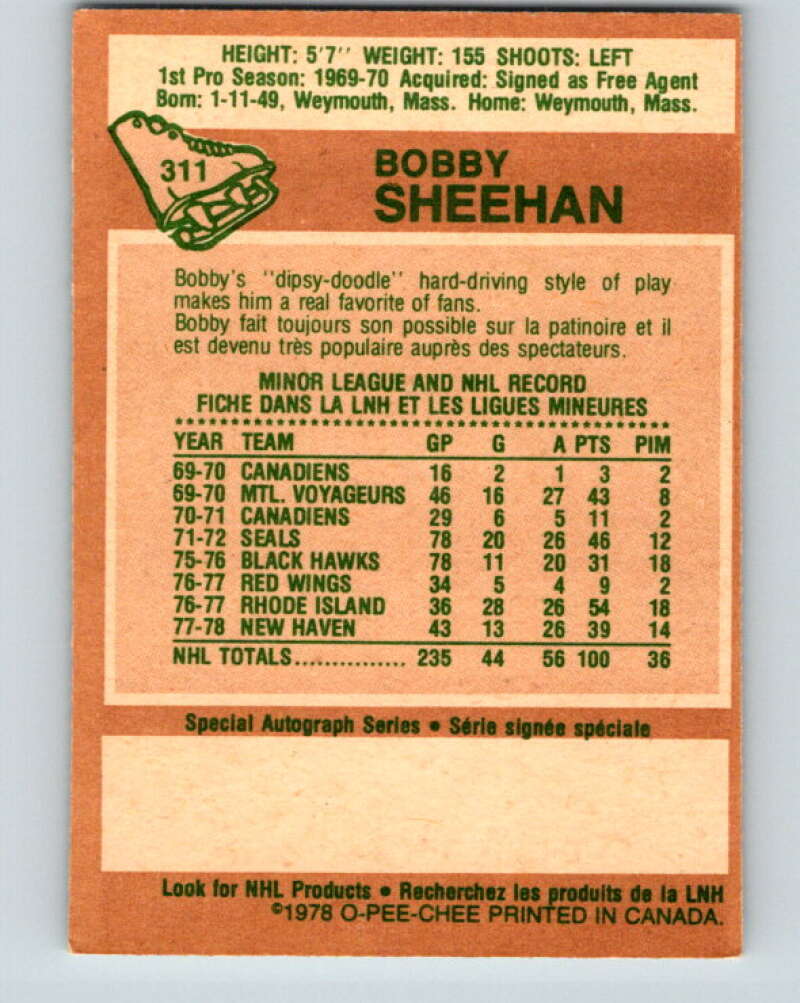 HEIGHT: 5'7'' WEIGHT: 155 SHOOTS: LEFT
1st Pro Season: 1969-70 Acquired: Signed as Free Agent
Born: 1-11-49, Weymouth, Mass. Home: Weymouth, Mass.
311
BOBBY
SHEEHAN
Bobby's ''dipsy-doodle'' hard-driving style of play
makes him a real favorite of fans.
Bobby fait toujours son possible sur la patinoire et il
est devenu très populaire auprès des spectateurs.
MINOR LEAGUE AND NHL RECORD
FICHE DANS LA LNH ET LES LIGUES MINEURES
YEAR TEAM GP G A PTS PIM
69-70 CANADIENS 16 2 1 3 2
69-70 MTL. VOYAGEURS 46 16 27 43 8
70-71 CANADIENS 29 6 5 11 2
71-72 SEALS 78 20 26 46 12
75-76 BLACK HAWKS 78 11 20 31 18
76-77 RED WINGS 34 5 4 9 2
76-77 RHODE ISLAND 36 28 26 54 18
77-78 NEW HAVEN 43 13 26 39 14
NHL TOTALS............... 235 44 56 100 36
Special Autograph Series • Série signée spéciale
Look for NHL Products • Recherchez les produits de la LNH
©1978 O-PEE-CHEE PRINTED IN CANADA.